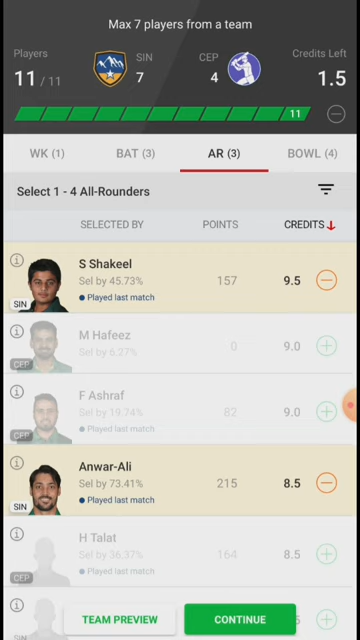 Max 7 players from a team
Players
SIN
CEP
Credits Left
11 / 11
7
4
1.5
11
WK (1)
BAT (3)
AR (3)
BOWL (4)
Select 1 - 4 All-Rounders
SELECTED BY
POINTS
CREDITS
S Shakeel
Sel by 45.73%
157
9.5
Played last match
SIN
M Hafeez
Sel by 6.27%
0
9.0
CEP
F Ashraf
Sel by 19.74%
82
9.0
Played last match
CEP
Anwar-Ali
Sel by 73.41%
215
8.5
Played last match
SIN
H Talat
Sel by 36.37%
164
8.5
Played last match
CEP
TEAM PREVIEW
CONTINUE
SIN